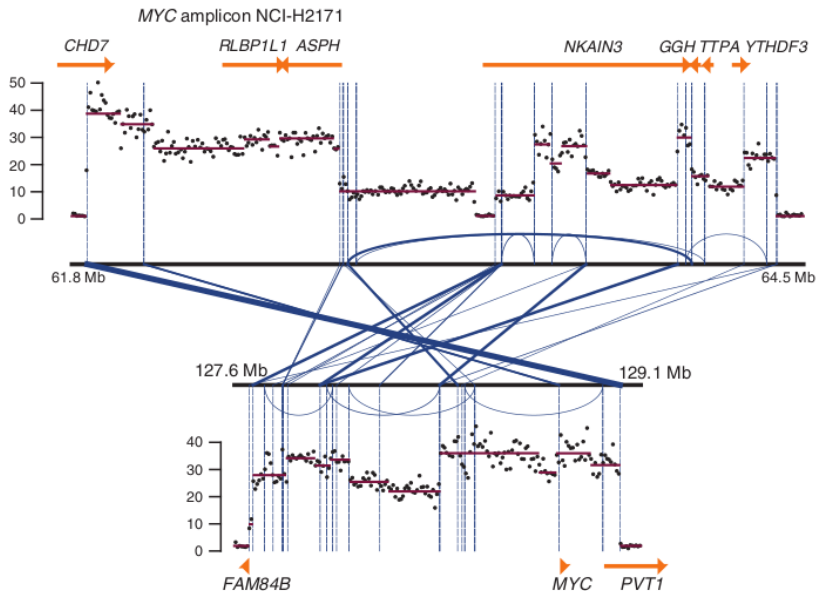 MYC amplicon NCI-H2171
CHD7 RLBP1L1 ASPH NKAIN3 GGH TTPA YTHDF3
50
40
30
20
10
0
61.8 Mb 64.5 Mb
127.6 Mb 129.1 Mb
40
30
20
10
0
FAM84B MYC PVT1